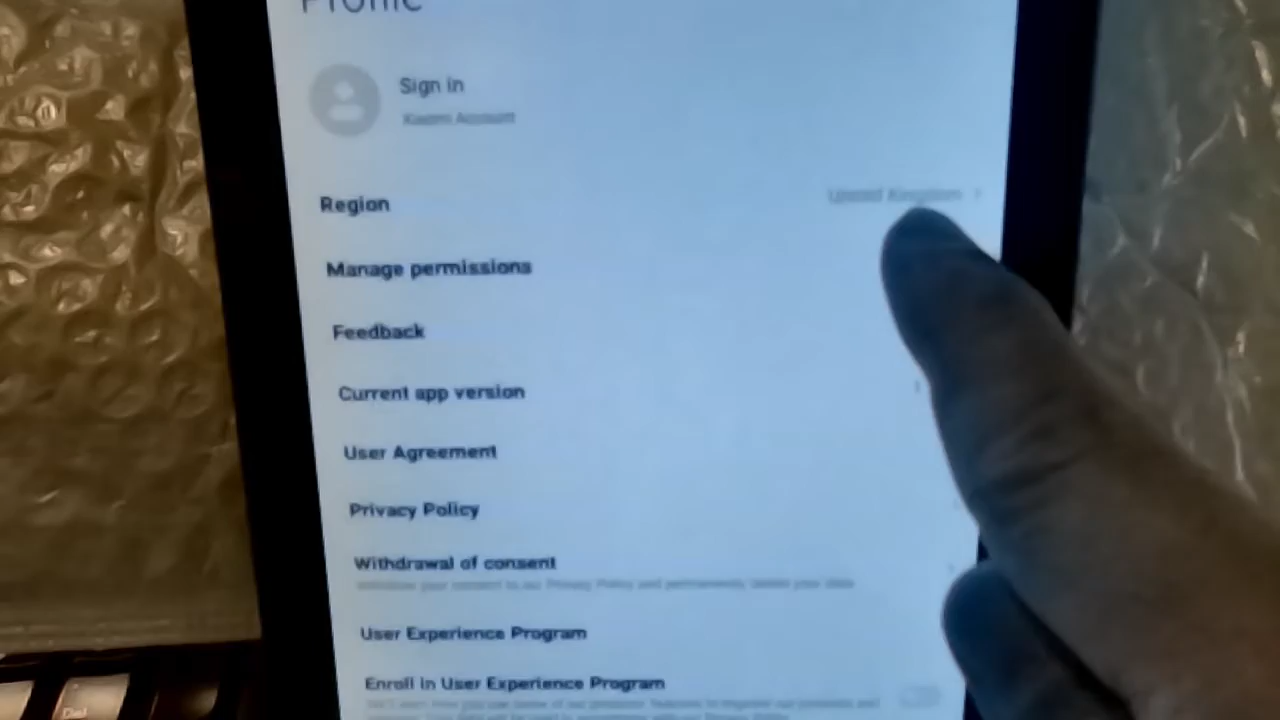 Profile
Sign in
Xiaomi Account
Region
United Kingdom
Manage permissions
Feedback
Current app version
User Agreement
Privacy Policy
Withdrawal of consent
Withdraw your consent to our Privacy Policy and permanently delete your data
User Experience Program
Enroll in User Experience Program
Del